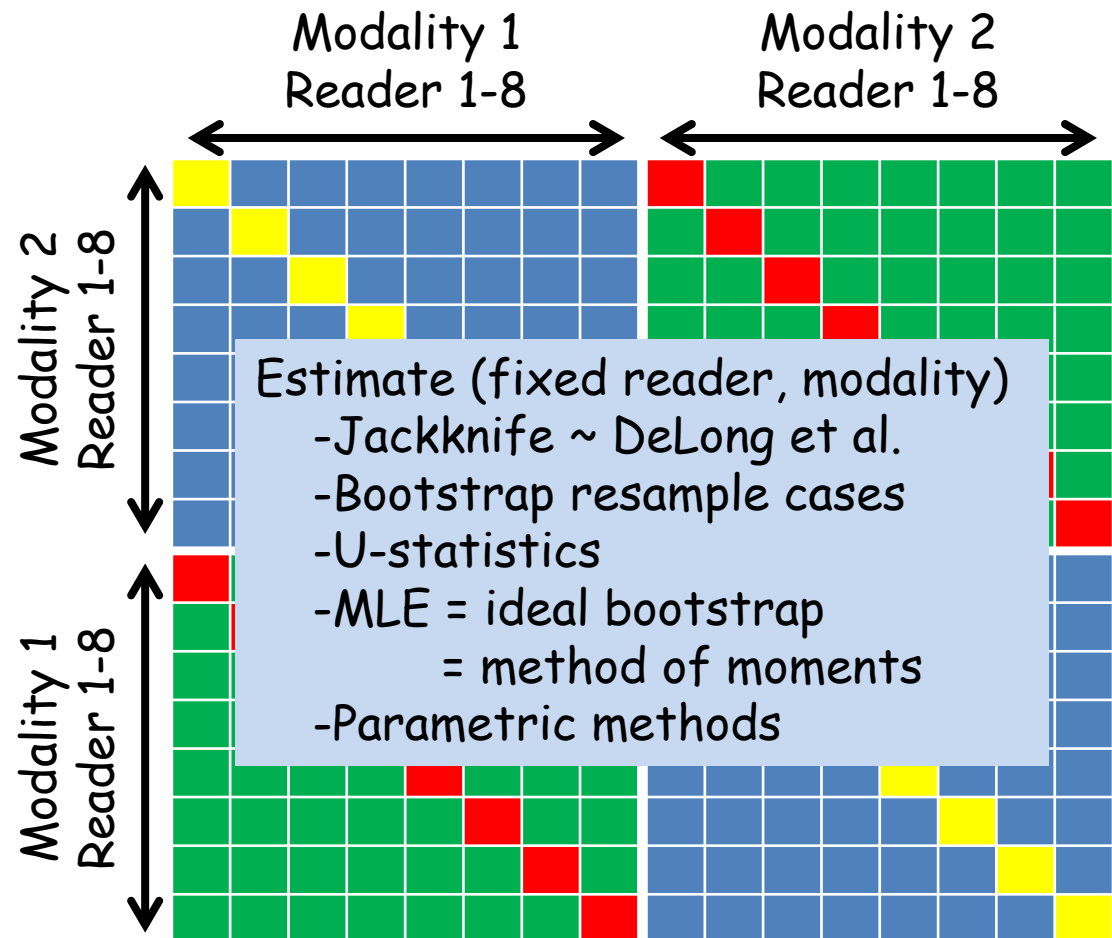 Modality 1
Reader 1-8
Modality 2
Reader 1-8
Modality 2
Reader 1-8
Modality 1
Reader 1-8
Estimate (fixed reader, modality)
-Jackknife ~ DeLong et al.
-Bootstrap resample cases
-U-statistics
-MLE = ideal bootstrap
= method of moments
-Parametric methods